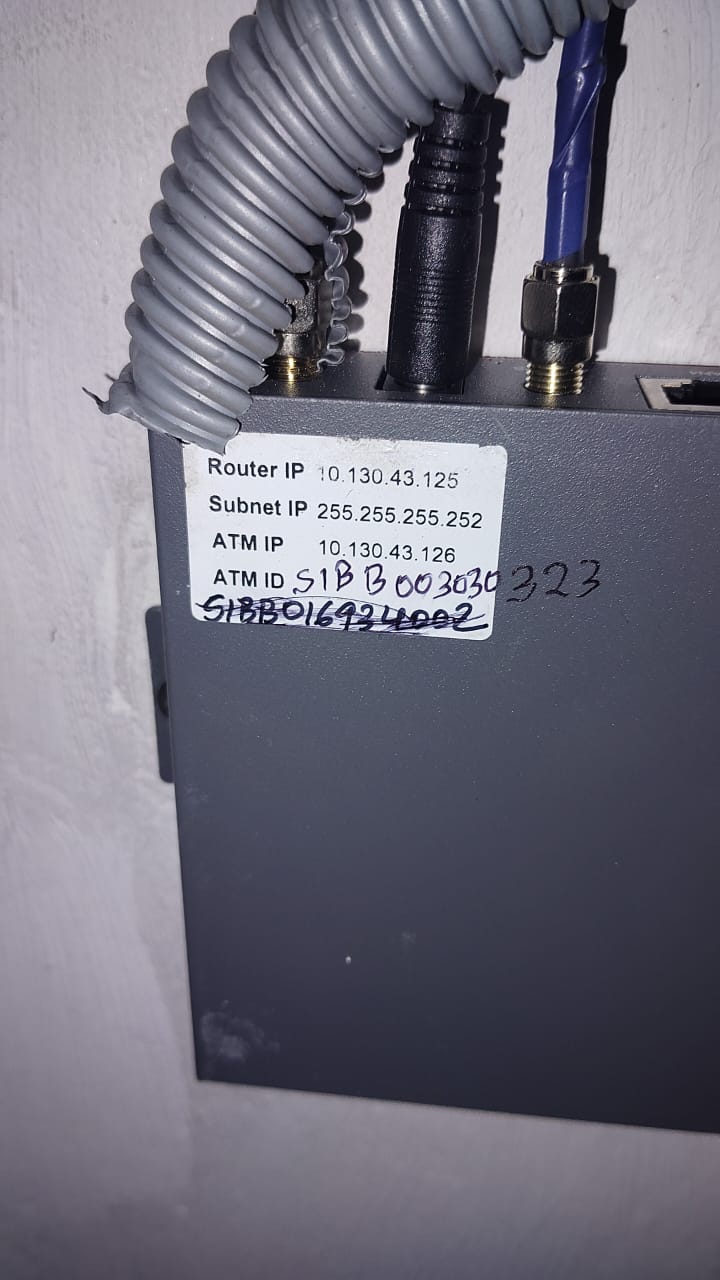 Router IP 10.130.43.125
Subnet IP 255.255.255.252
ATM IP 10.130.43.126
ATM ID S1BB003030323
S1BB016934002